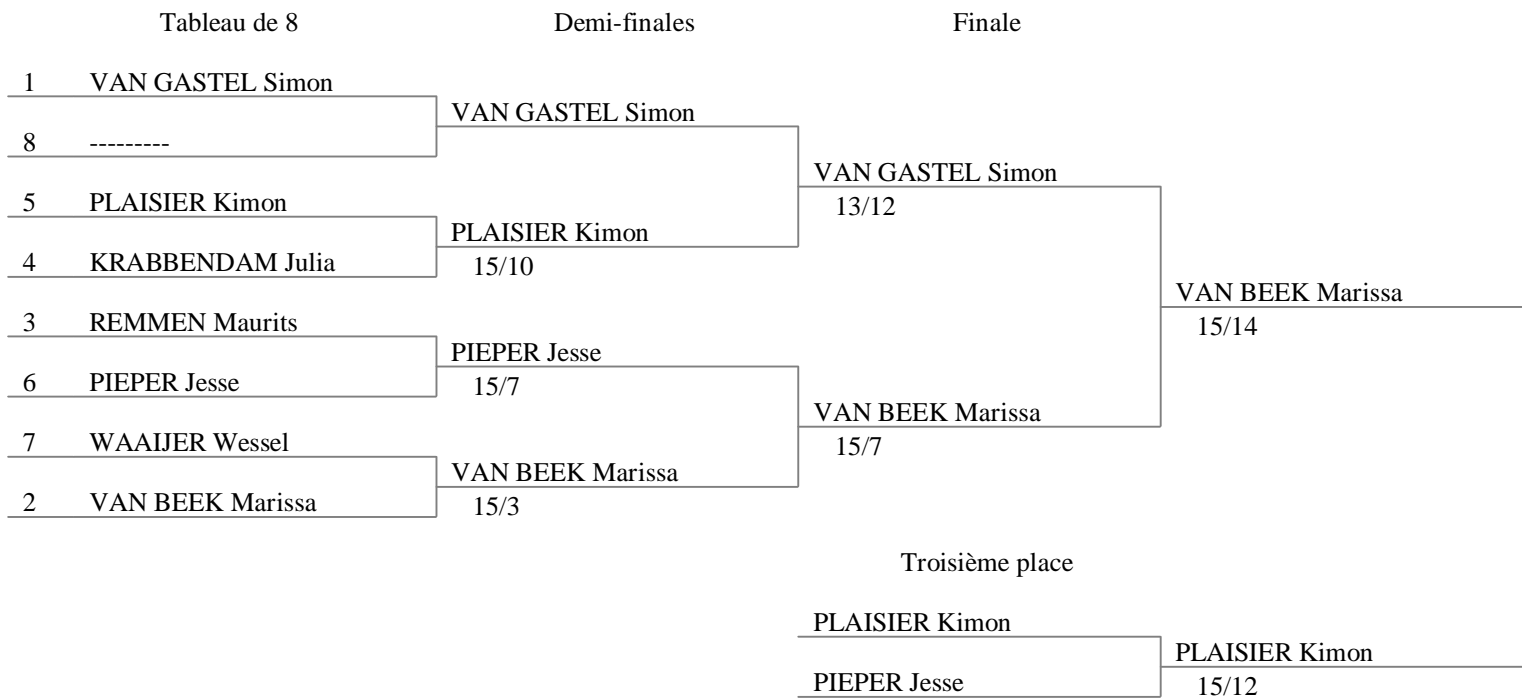 Tableau de 8 Demi-finales Finale
1 VAN GASTEL Simon
VAN GASTEL Simon
8 ---------
VAN GASTEL Simon
5 PLAISIER Kimon
13/12
PLAISIER Kimon
4 KRABBENDAM Julia
15/10
VAN BEEK Marissa
3 REMMEN Maurits
15/14
PIEPER Jesse
6 PIEPER Jesse
15/7
VAN BEEK Marissa
7 WAAIJER Wessel
15/7
VAN BEEK Marissa
2 VAN BEEK Marissa
15/3
Troisième place
PLAISIER Kimon
PLAISIER Kimon
PIEPER Jesse
15/12